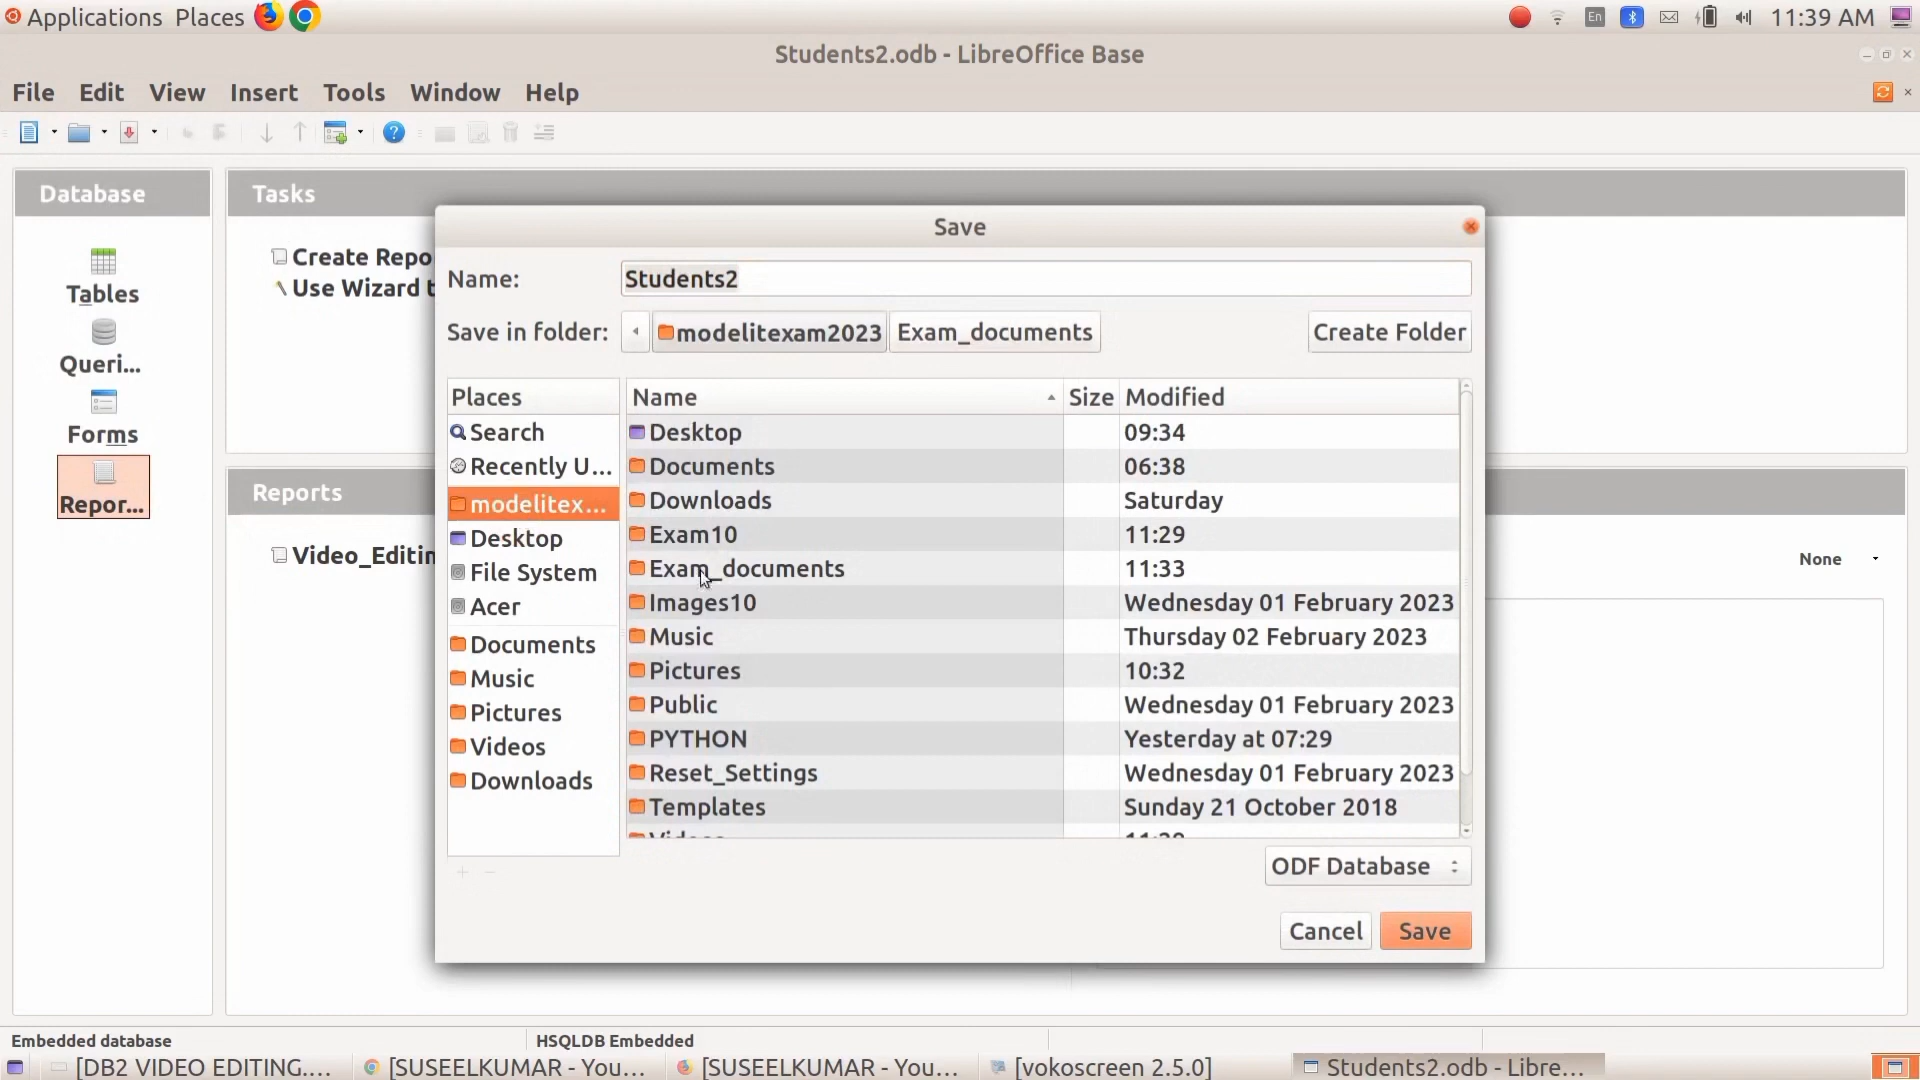 Applications Places En 11:39 AM
Students2.odb - LibreOffice Base
File Edit View Insert Tools Window Help
Database
Tables
Queri...
Forms
Repor...
Tasks
Create Repo
Use Wizard t
Reports
Video_Editin
None
Save
Name: Students2
Save in folder: modelitexam2023 Exam_documents Create Folder
Places
Search
Recently U...
modelitex...
Desktop
File System
Acer
Documents
Music
Pictures
Videos
Downloads
Name Size Modified
Desktop 09:34
Documents 06:38
Downloads Saturday
Exam10 11:29
Exam_documents 11:33
Images10 Wednesday 01 February 2023
Music Thursday 02 February 2023
Pictures 10:32
Public Wednesday 01 February 2023
PYTHON Yesterday at 07:29
Reset_Settings Wednesday 01 February 2023
Templates Sunday 21 October 2018
ODF Database
Cancel Save
Embedded database HSQLDB Embedded
[DB2 VIDEO EDITING.... [SUSEELKUMAR - You... [SUSEELKUMAR - You... [vokoscreen 2.5.0] Students2.odb - Libre...